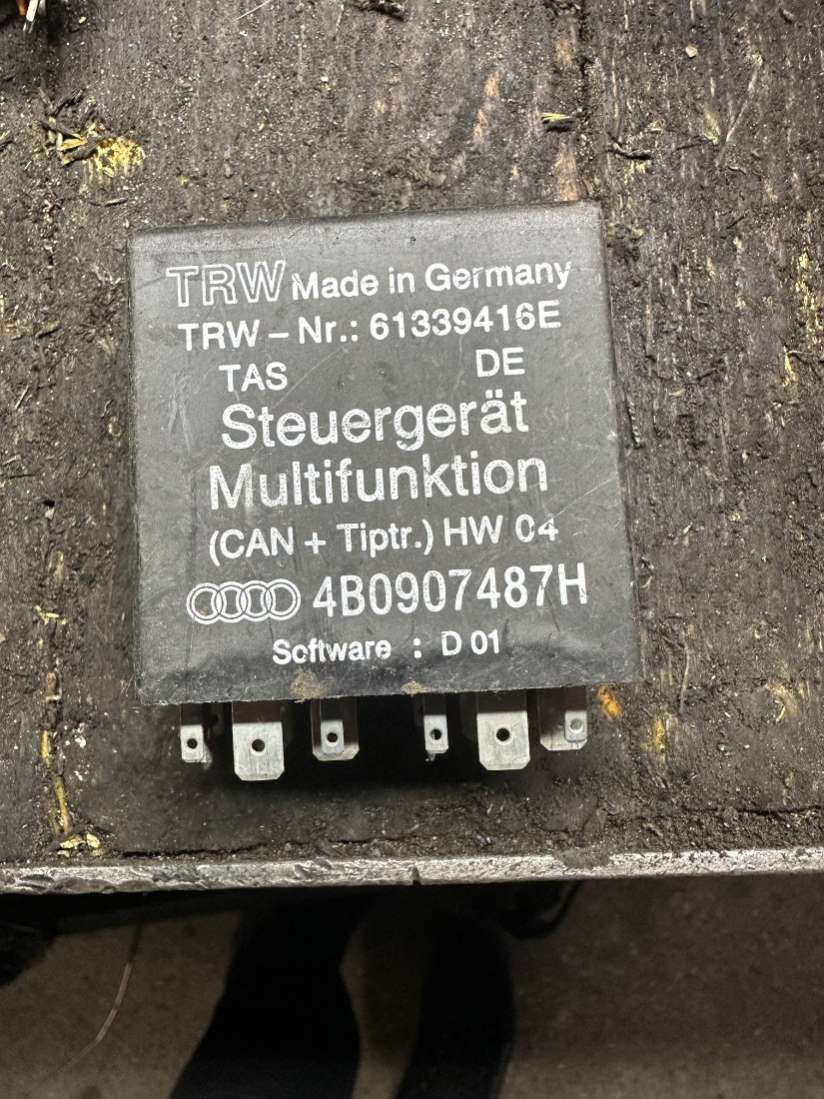 TRW Made in Germany
TRW - Nr.: 61339416E
TAS DE
Steuergerät
Multifunktion
(CAN + Tiptr.) HW 04
4B0907487H
Software : D 01